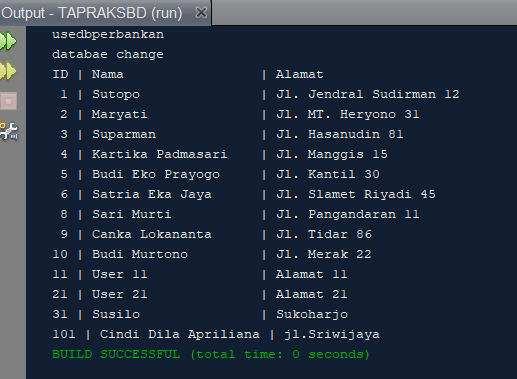 Output - TAPRAKSBD (run)
usedbperbankan
databae change
ID | Nama | Alamat
1 | Sutopo | Jl. Jendral Sudirman 12
2 | Maryati | Jl. MT. Heryono 31
3 | Suparman | Jl. Hasanudin 81
4 | Kartika Padmasari | Jl. Manggis 15
5 | Budi Eko Prayogo | Jl. Kantil 30
6 | Satria Eka Jaya | Jl. Slamet Riyadi 45
8 | Sari Murti | Jl. Pangandaran 11
9 | Canka Lokananta | Jl. Tidar 86
10 | Budi Murtono | Jl. Merak 22
11 | User 11 | Alamat 11
21 | User 21 | Alamat 21
31 | Susilo | Sukoharjo
101 | Cindi Dila Apriliana | jl.Sriwijaya
BUILD SUCCESSFUL (total time: 0 seconds)